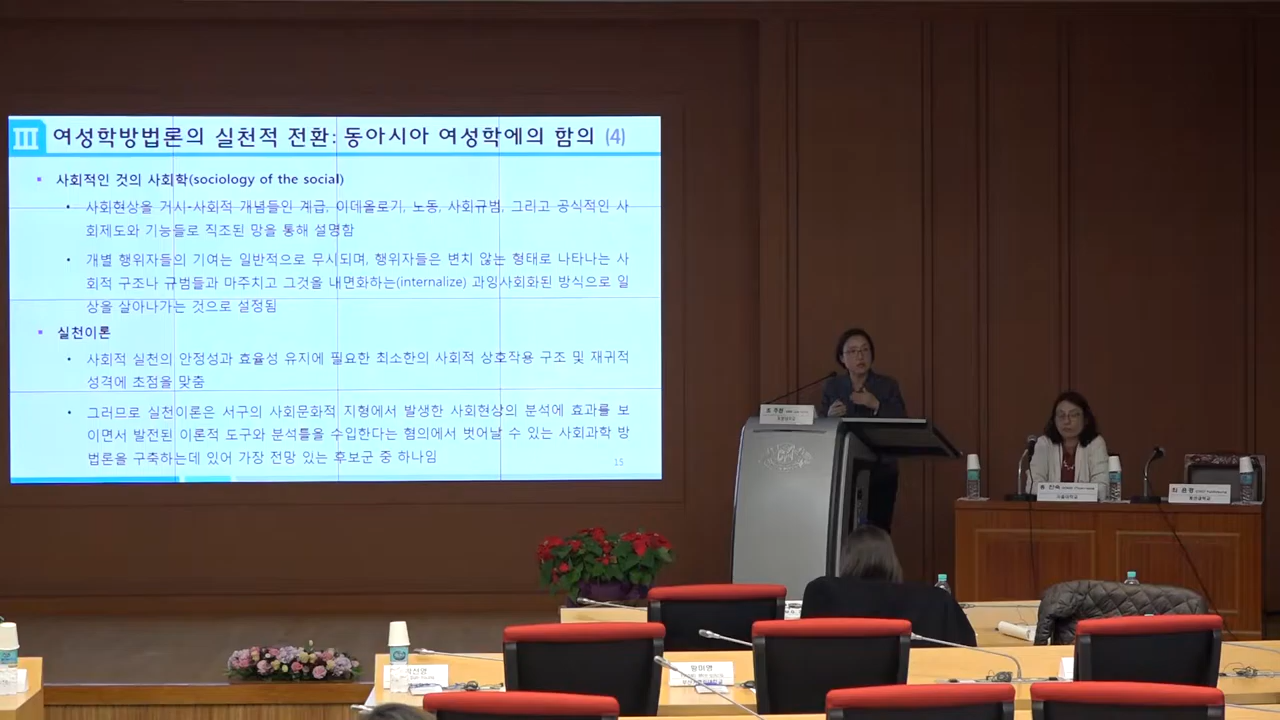 III 여성학방법론의 실천적 전환: 동아시아 여성학에의 함의 (4)
▪ 사회적인 것의 사회학(sociology of the social)
• 사회현상을 거시-사회적 개념들인 계급, 이데올로기, 노동, 사회규범, 그리고 공식적인 사
회제도와 기능들로 직조된 망을 통해 설명함
• 개별 행위자들의 기여는 일반적으로 무시되며, 행위자들은 변치 않는 형태로 나타나는 사
회적 구조나 규범들과 마주치고 그것을 내면화하는(internalize) 과잉사회화된 방식으로 일
상을 살아나가는 것으로 설정됨
▪ 실천이론
• 사회적 실천의 안정성과 효율성 유지에 필요한 최소한의 사회적 상호작용 구조 및 재귀적
성격에 초점을 맞춤
• 그러므로 실천이론은 서구의 사회문화적 지형에서 발생한 사회현상의 분석에 효과를 보
이면서 발전된 이론적 도구와 분석틀을 수입한다는 혐의에서 벗어날 수 있는 사회과학 방
법론을 구축하는데 있어 가장 전망 있는 후보군 중 하나임
15